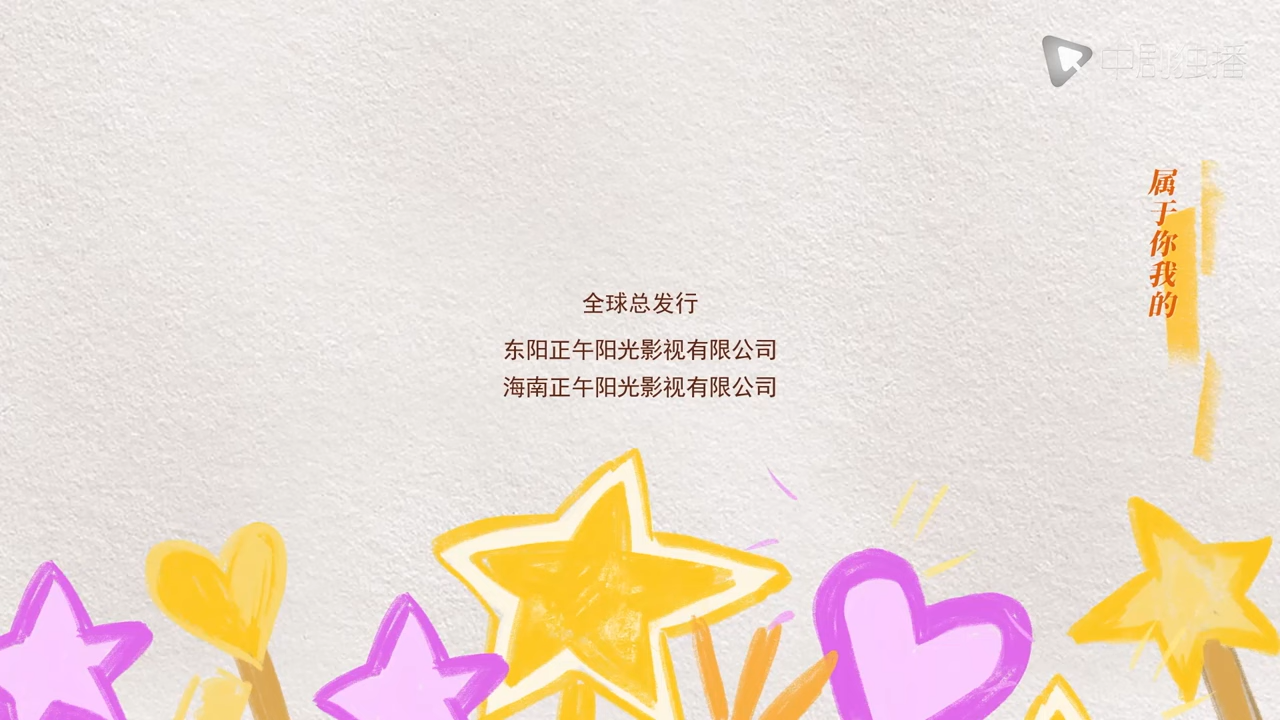 中剧独播
属于你我的
全球总发行
东阳正午阳光影视有限公司
海南正午阳光影视有限公司